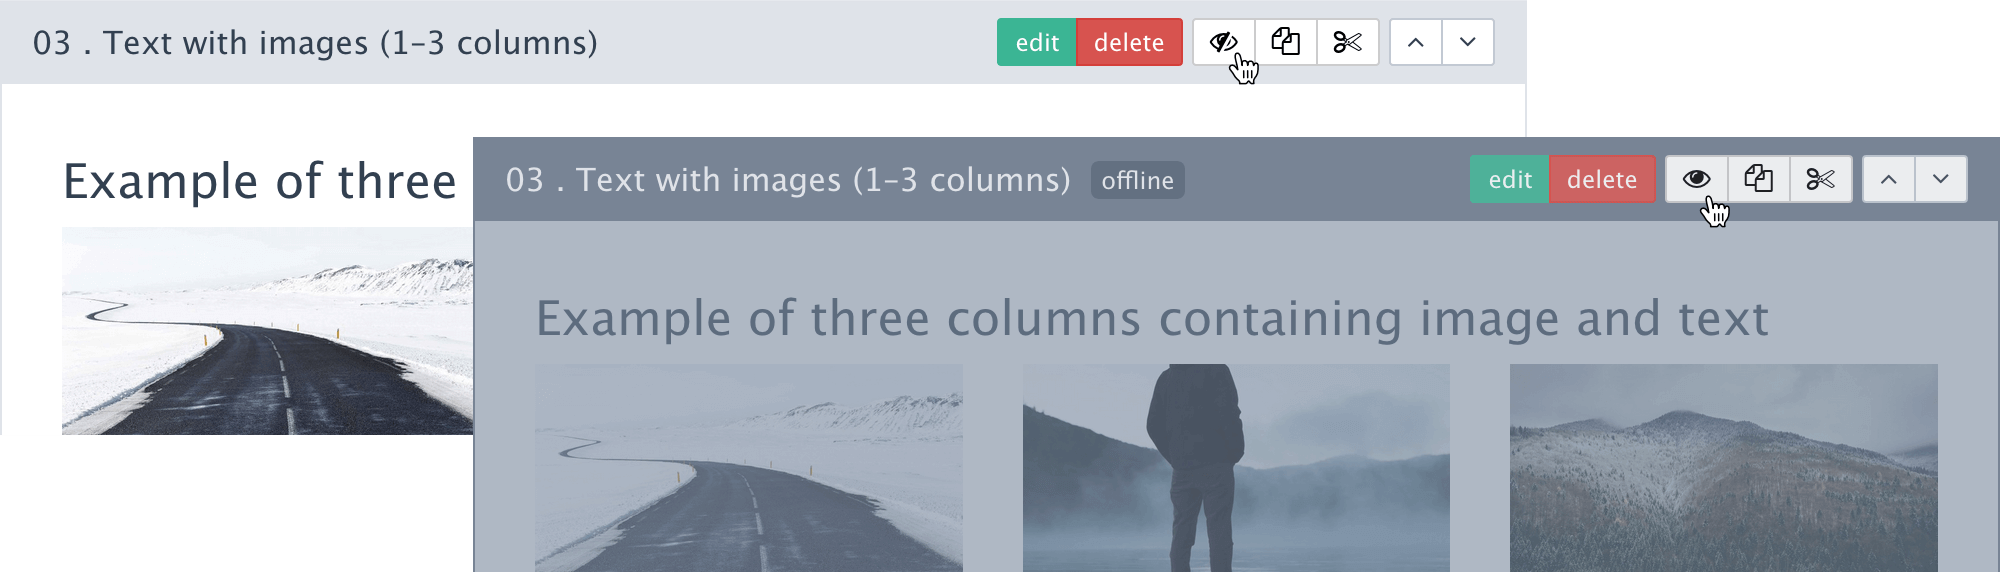 03 . Text with images (1–3 columns)
edit
delete
Example of three
03 . Text with images (1–3 columns)
offline
edit
delete
Example of three columns containing image and text